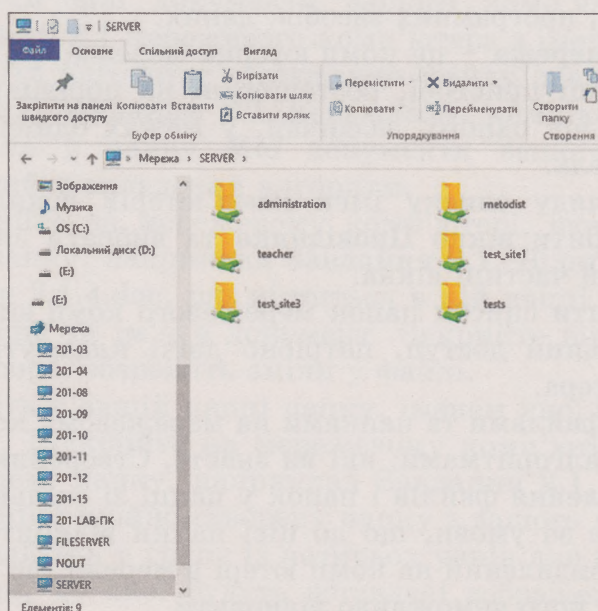 SERVER
Файл Основне Спільний доступ Вигляд
Закріпити на панелі швидкого доступу
Копіювати
Вставити
Вирізати
Копіювати шлях
Вставити ярлик
Буфер обміну
Перемістити
Копіювати
Видалити
Перейменувати
Упорядкування
Створити папку
Створення
Мережа SERVER
Зображення
Музика
OS (C:)
Локальний диск (D:)
(E:)
(E:)
Мережа
201-03
201-04
201-08
201-09
201-10
201-11
201-12
201-15
201-LAB-ПК
FILESERVER
NOUT
SERVER
administration
metodist
teacher
test_site1
test_site3
tests
Елементів: 9